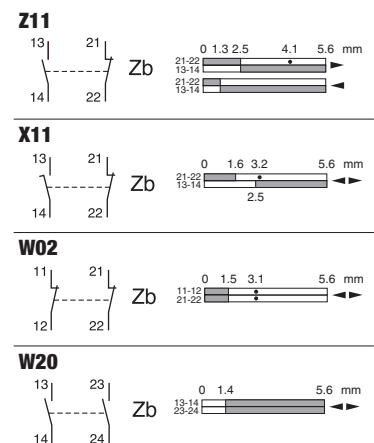 Z11
13 21
0 1.3 2.5 4.1 5.6 mm
21-22
13-14
Zb
21-22
13-14
14 22
X11
13 21
0 1.6 3.2 5.6 mm
21-22
13-14
Zb
2.5
14 22
W02
11 21
0 1.5 3.1 5.6 mm
11-12
21-22
Zb
12 22
W20
13 23
0 1.4 5.6 mm
13-14
23-24
Zb
14 24